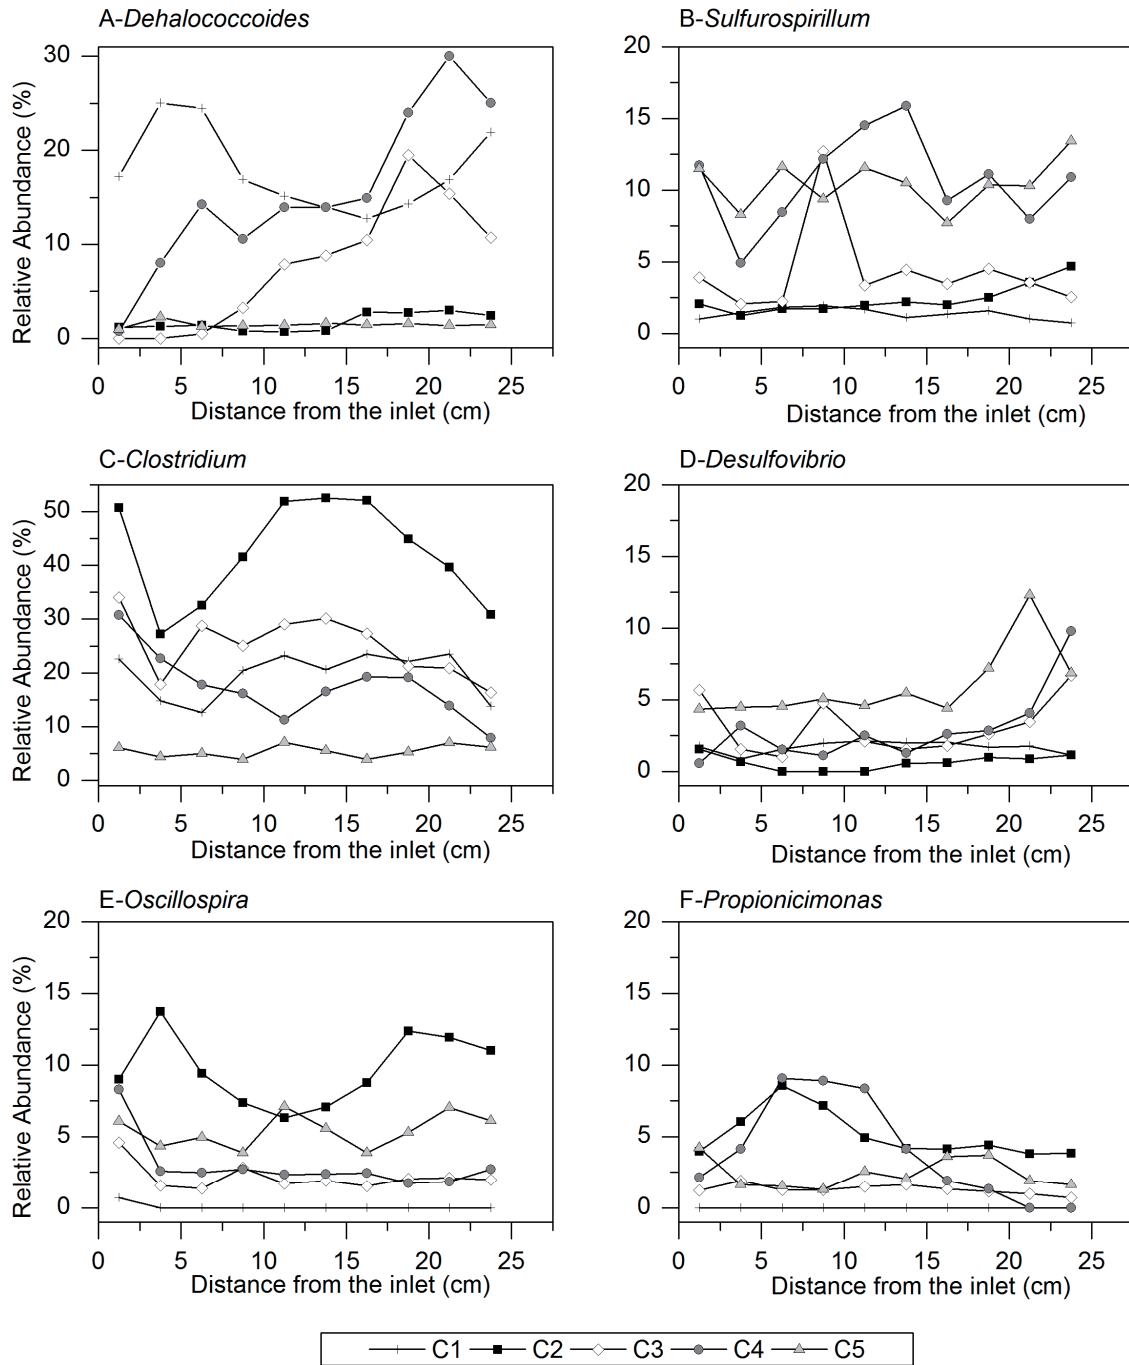 A-Dehalococcoides
B-Sulfurospirillum
Relative Abundance (%)
30
20
10
0
0 5 10 15 20 25
Distance from the inlet (cm)
20
15
10
5
0
0 5 10 15 20 25
Distance from the inlet (cm)
C-Clostridium
D-Desulfovibrio
Relative Abundance (%)
50
40
30
20
10
0
0 5 10 15 20 25
Distance from the inlet (cm)
20
15
10
5
0
0 5 10 15 20 25
Distance from the inlet (cm)
E-Oscillospira
F-Propionicimonas
Relative Abundance (%)
20
15
10
5
0
0 5 10 15 20 25
Distance from the inlet (cm)
20
15
10
5
0
0 5 10 15 20 25
Distance from the inlet (cm)
C1 C2 C3 C4 C5